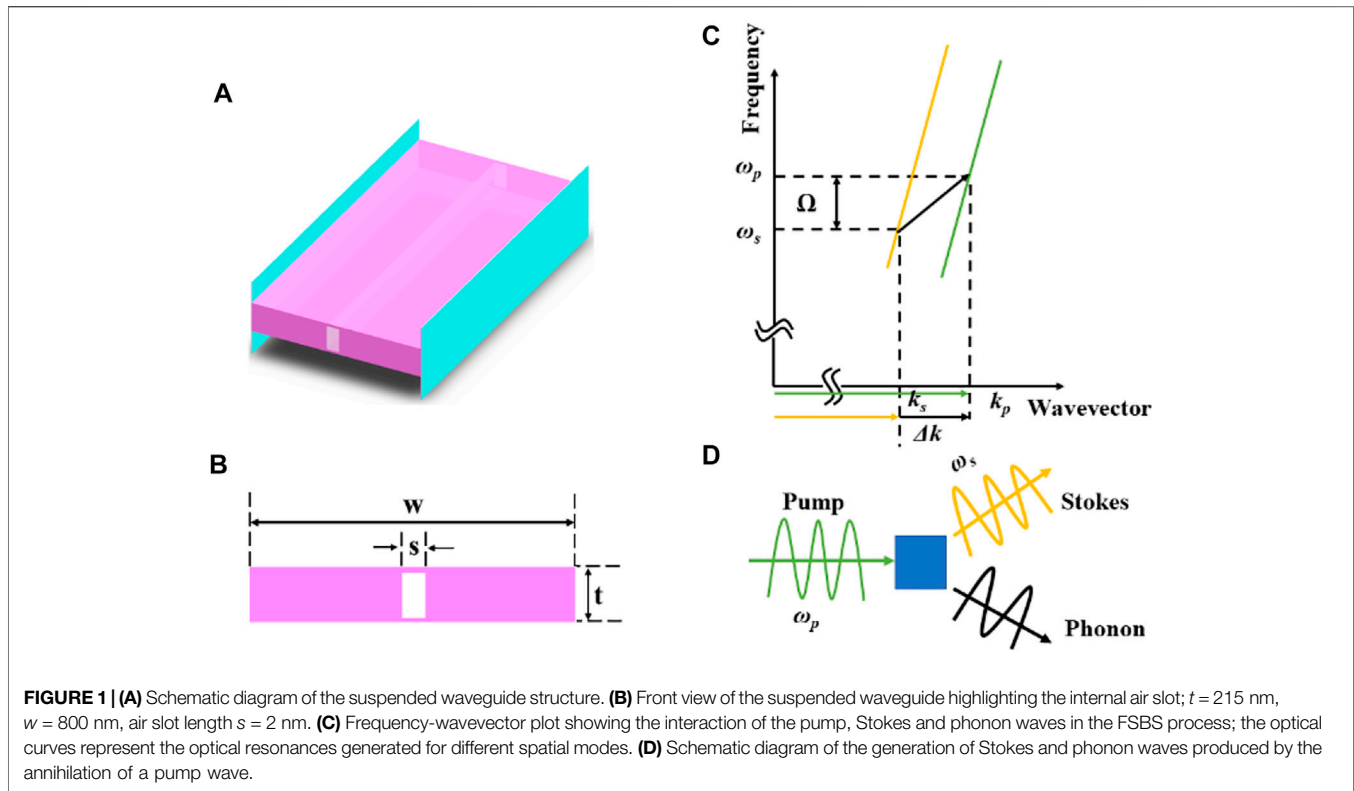 A
B
w
s
t
C
Frequency
ωp
Ω
ωs
ks
kp
Wavevector
Δk
D
Pump
ωp
ωs
Stokes
Phonon
FIGURE 1 | (A) Schematic diagram of the suspended waveguide structure. (B) Front view of the suspended waveguide highlighting the internal air slot; t = 215 nm,
w = 800 nm, air slot length s = 2 nm. (C) Frequency-wavevector plot showing the interaction of the pump, Stokes and phonon waves in the FSBS process; the optical
curves represent the optical resonances generated for different spatial modes. (D) Schematic diagram of the generation of Stokes and phonon waves produced by the
annihilation of a pump wave.